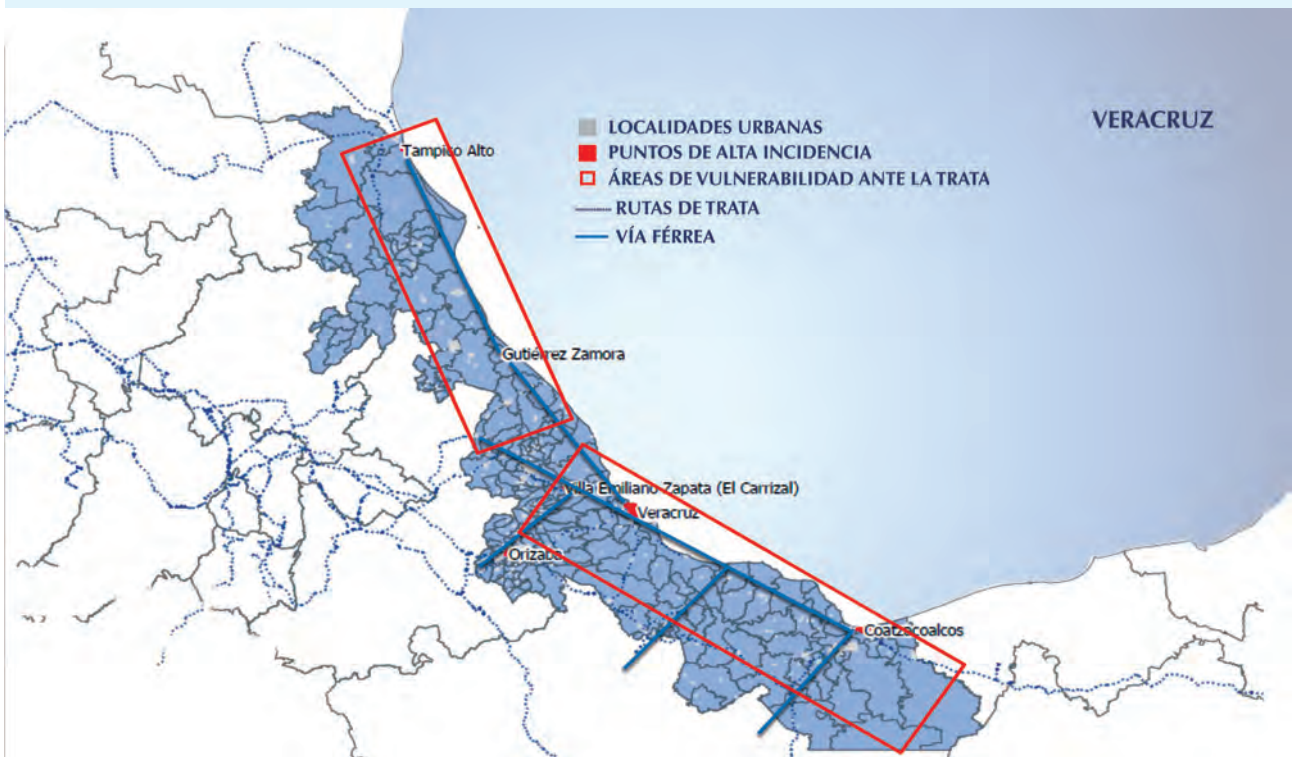 VERACRUZ
LOCALIDADES URBANAS
PUNTOS DE ALTA INCIDENCIA
ÁREAS DE VULNERABILIDAD ANTE LA TRATA
RUTAS DE TRATA
VÍA FÉRREA
Tampico Alto
Gutiérrez Zamora
Villa Emiliano Zapata (El Carrizal)
Veracruz
Orizaba
Coatzacoalcos